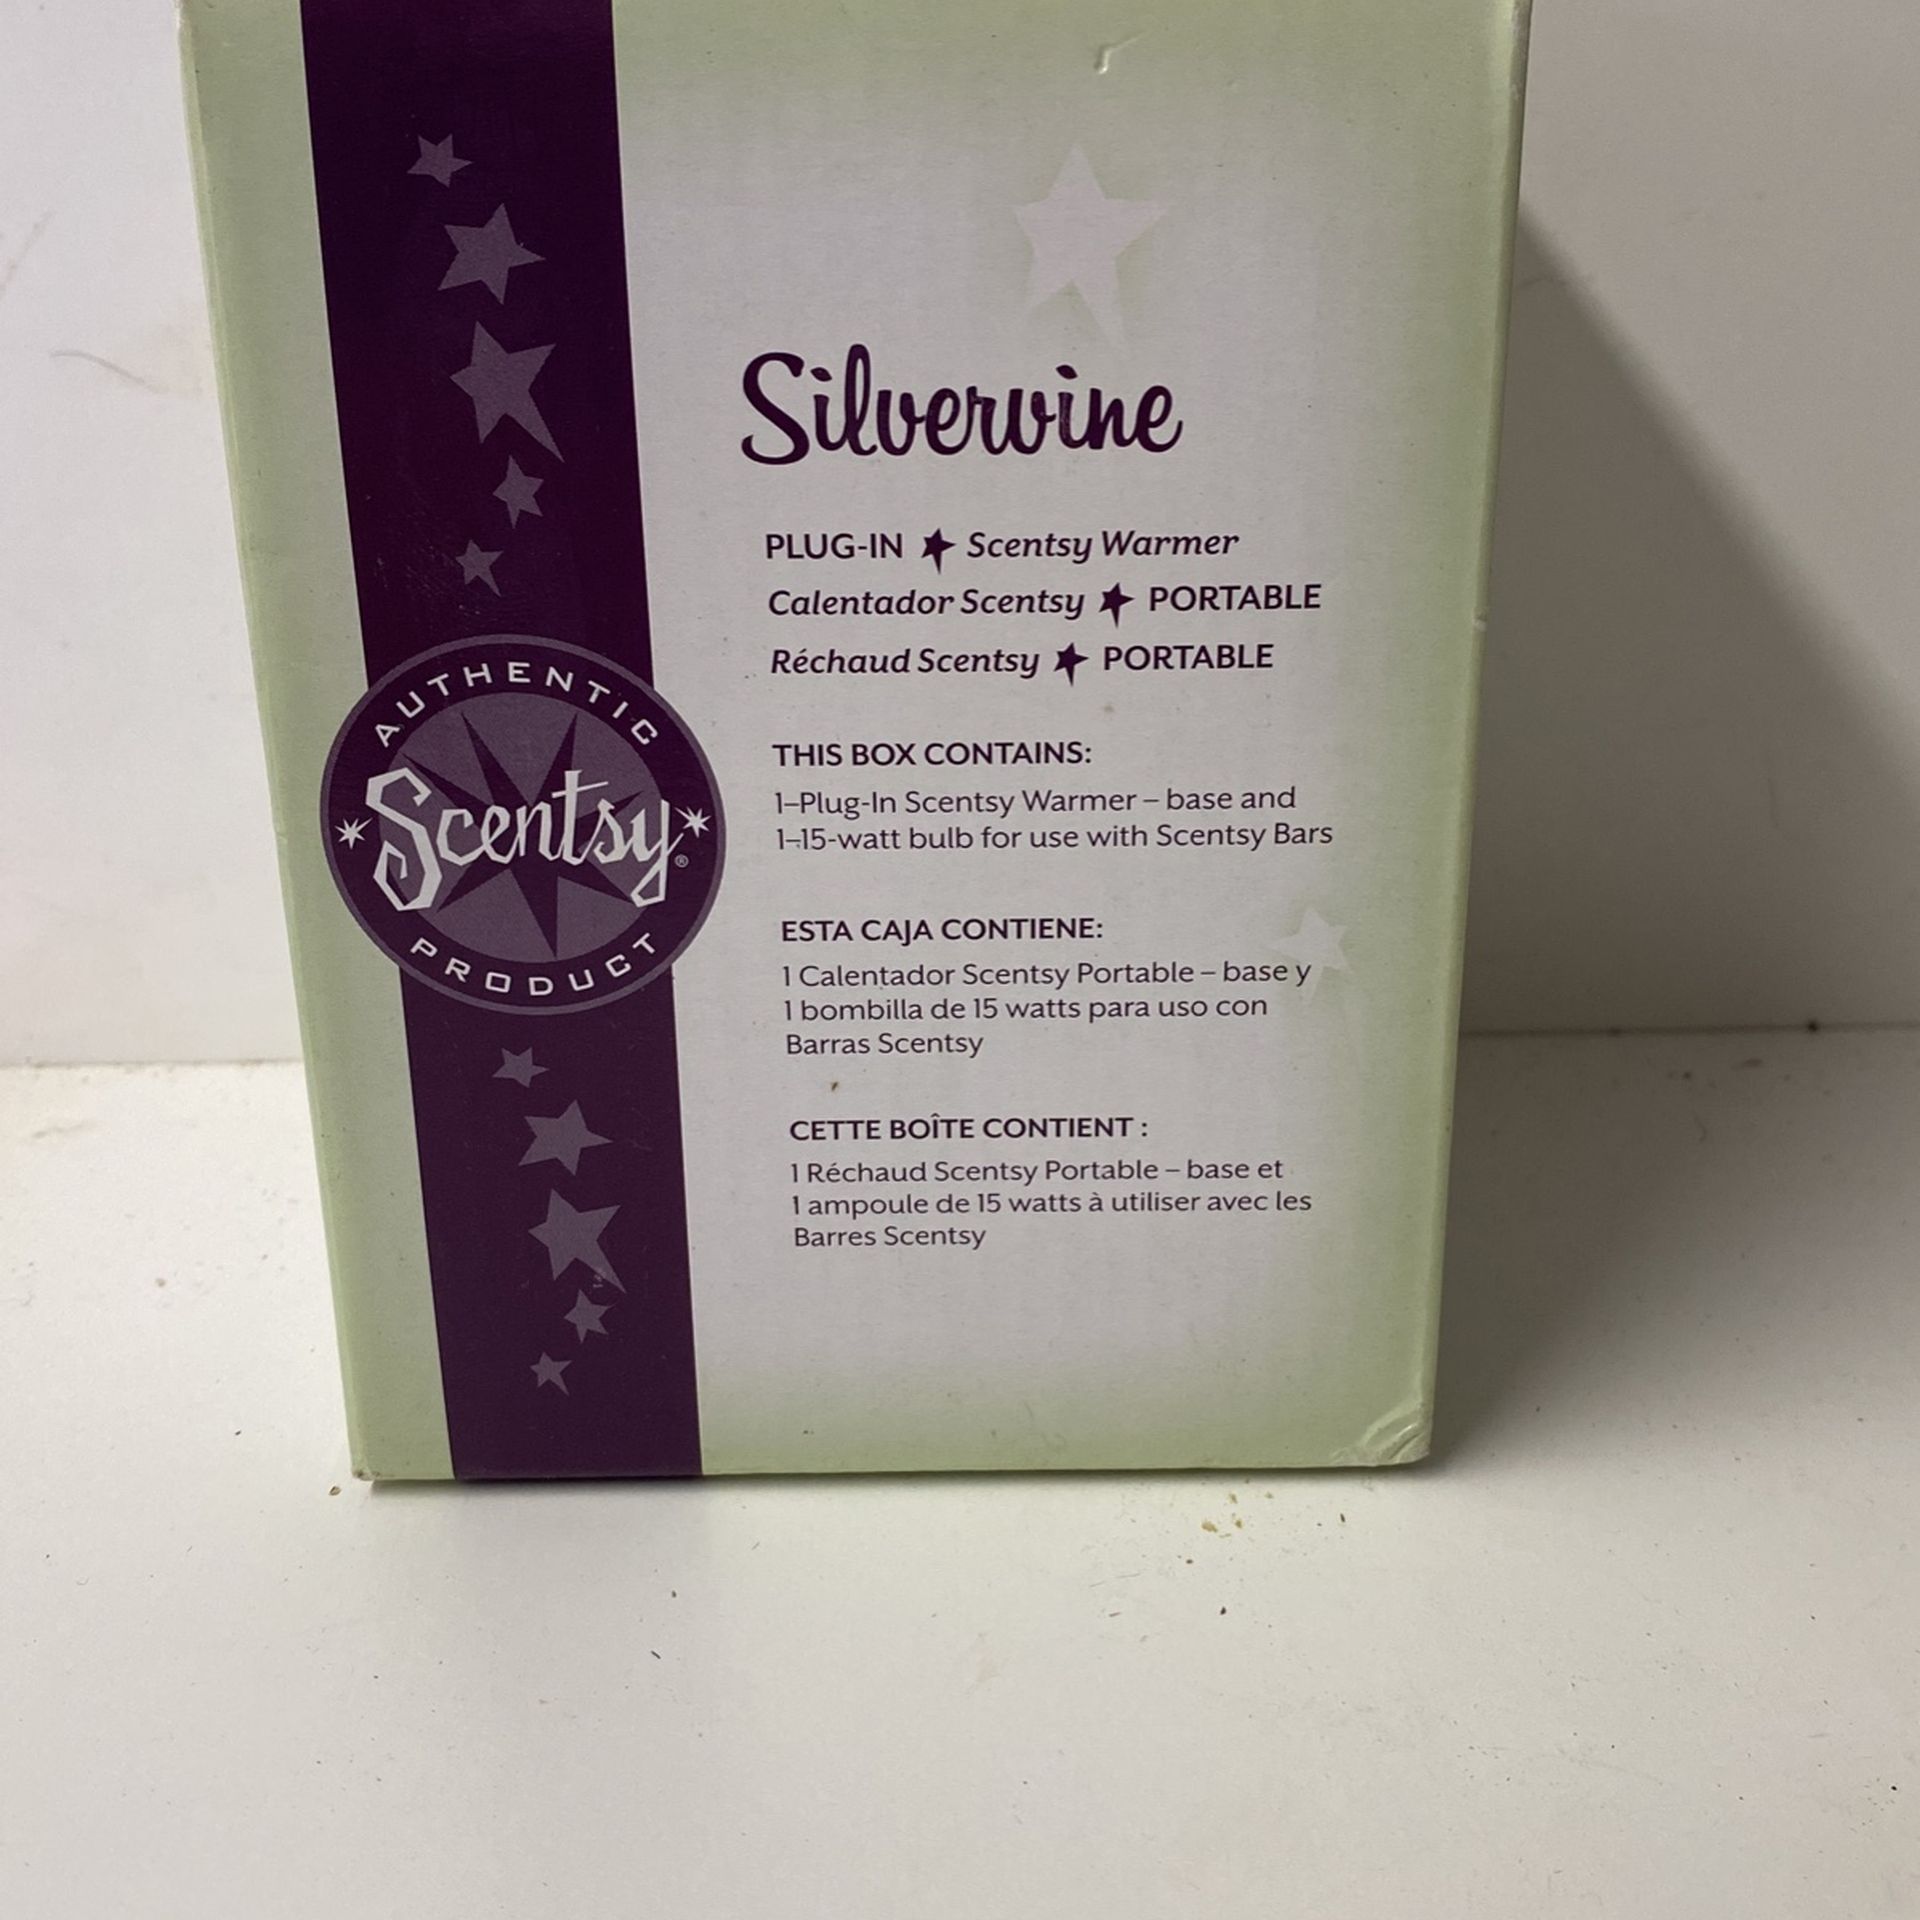 Silvervine
PLUG-IN Scentsy Warmer
Calentador Scentsy PORTABLE
Réchaud Scentsy PORTABLE
THIS BOX CONTAINS:
1–Plug-In Scentsy Warmer – base and
1–15-watt bulb for use with Scentsy Bars
ESTA CAJA CONTIENE:
1 Calentador Scentsy Portable – base y
1 bombilla de 15 watts para uso con
Barras Scentsy
CETTE BOÎTE CONTIENT :
1 Réchaud Scentsy Portable – base et
1 ampoule de 15 watts à utiliser avec les
Barres Scentsy
AUTHENTIC
Scentsy®
PRODUCT